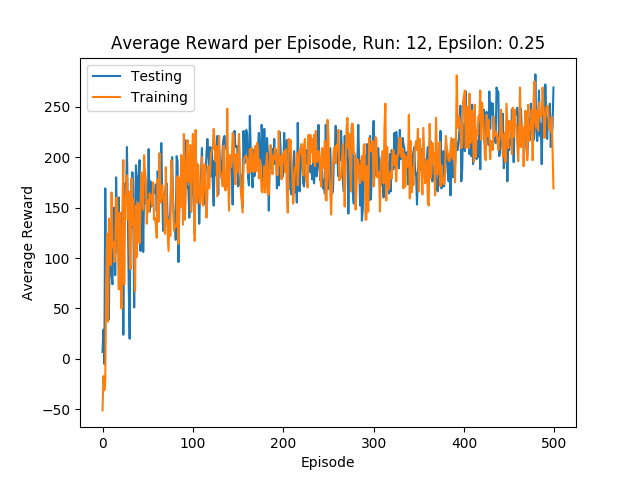 Average Reward per Episode, Run: 12, Epsilon: 0.25
Testing
Training
Average Reward
250
200
150
100
50
0
−50
0 100 200 300 400 500
Episode